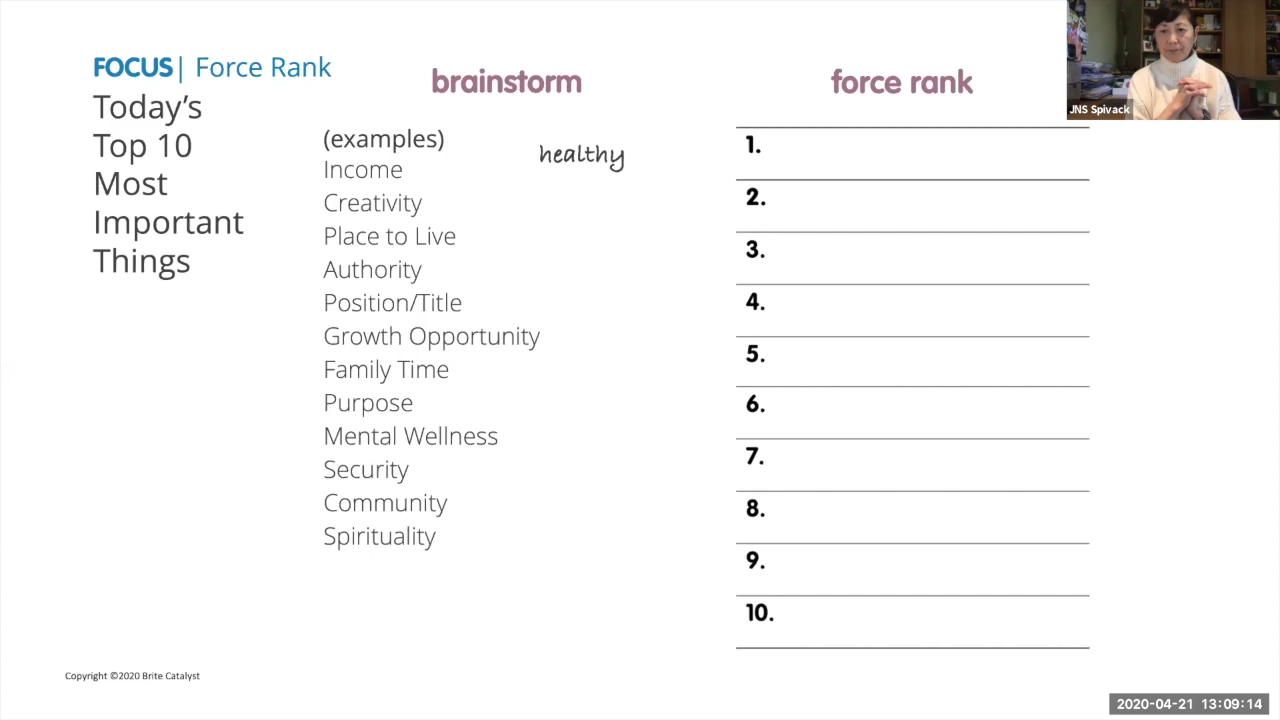 FOCUS| Force Rank
Today's
Top 10
Most
Important
Things
brainstorm
(examples)
Income
Creativity
Place to Live
Authority
Position/Title
Growth Opportunity
Family Time
Purpose
Mental Wellness
Security
Community
Spirituality
healthy
force rank
1.
2.
3.
4.
5.
6.
7.
8.
9.
10.
JNS Spivack
Copyright ©2020 Brite Catalyst
2020-04-21 13:09:14